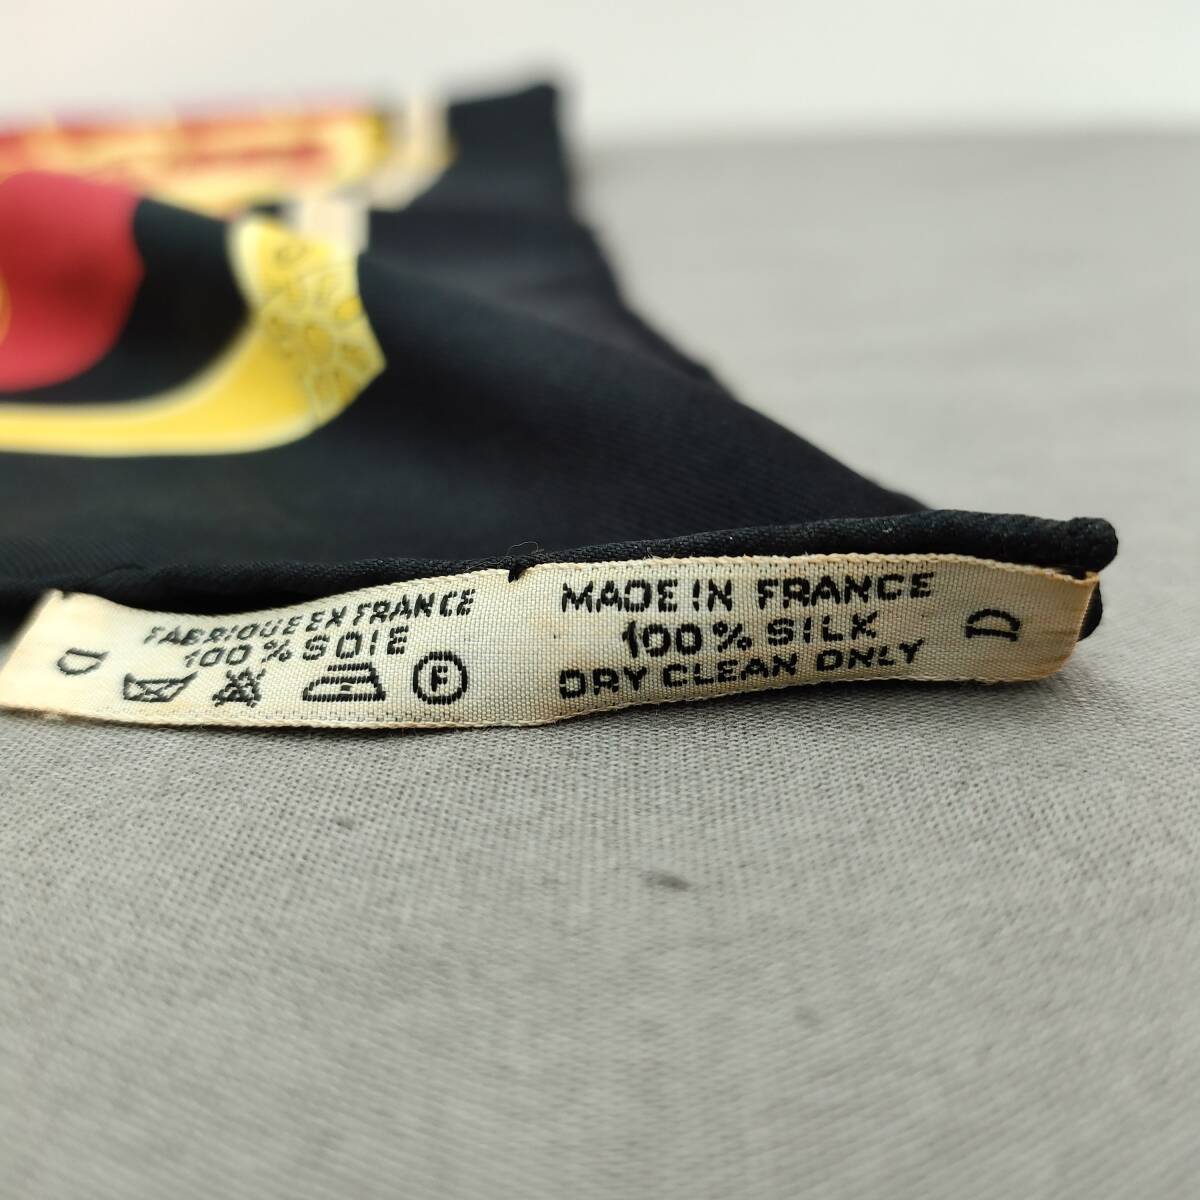 FABRIQUE EN FRANCE
100 % SOIE
D
F
MADE IN FRANCE
100 % SILK
DRY CLEAN ONLY
D